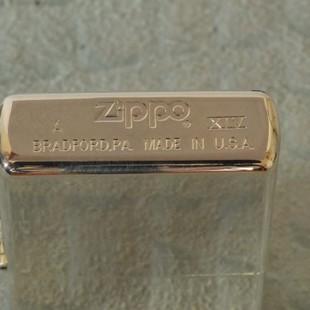 A Zippo® XIV
BRADFORD.PA. MADE IN U.S.A.